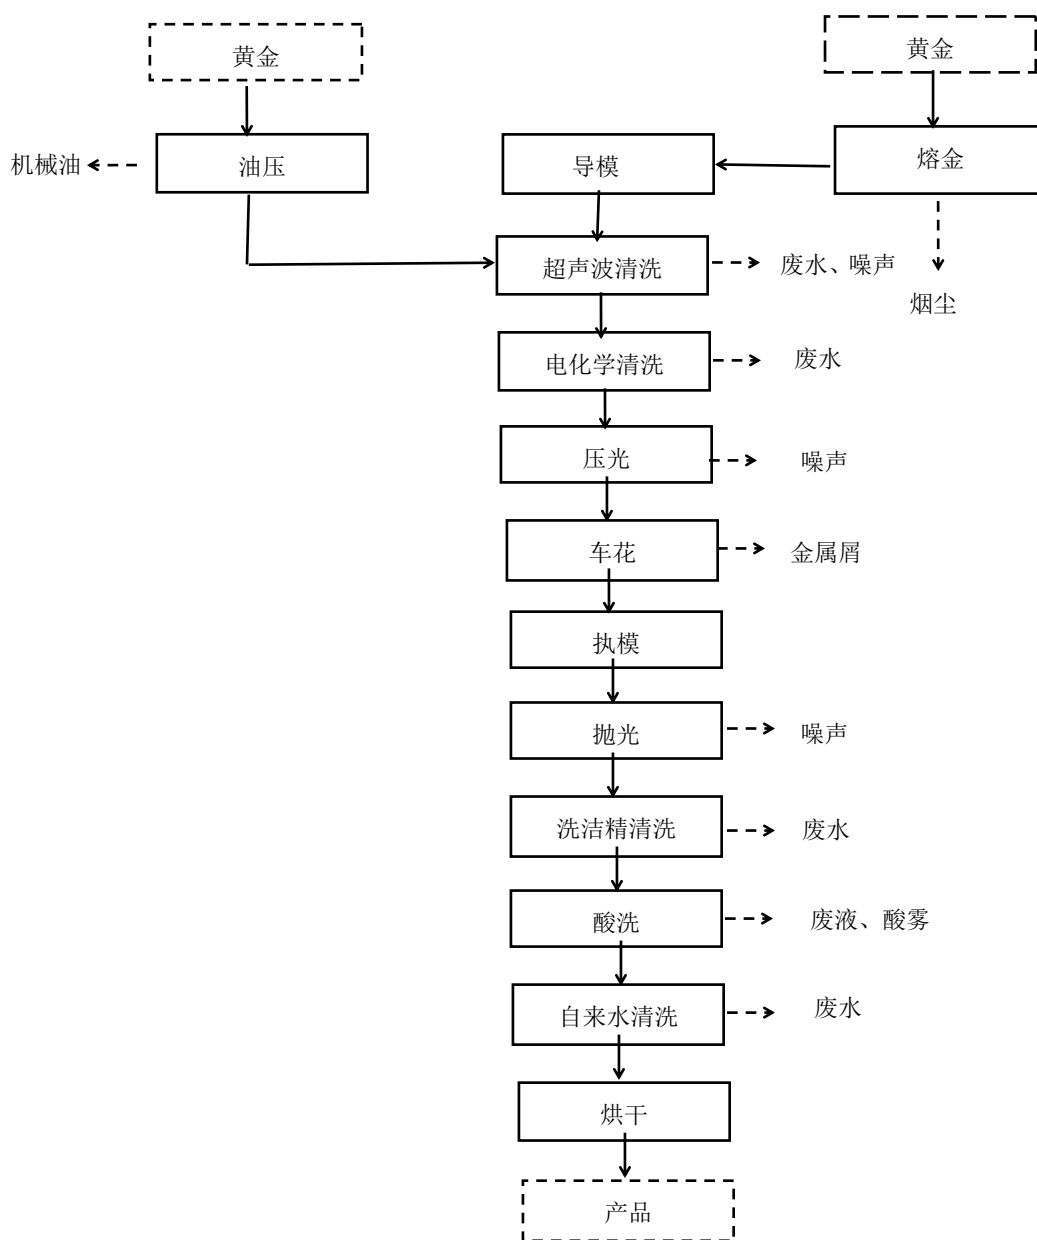 黄金
黄金
机械油
油压
导模
熔金
超声波清洗
废水、噪声
烟尘
电化学清洗
废水
压光
噪声
车花
金属屑
执模
抛光
噪声
洗洁精清洗
废水
酸洗
废液、酸雾
自来水清洗
废水
烘干
产品